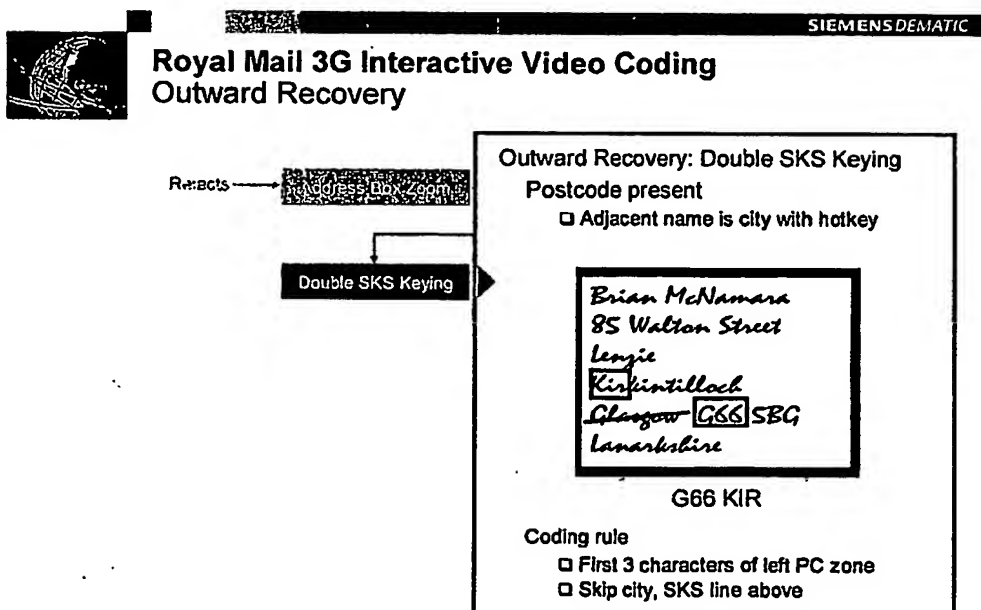 SIEMENS DEMATIC
Royal Mail 3G Interactive Video Coding
Outward Recovery
Outward Recovery: Double SKS Keying
Rejects
Address Box Zoom
Postcode present
Adjacent name is city with hotkey
Double SKS Keying
Brian McNamara
85 Walton Street
Lenzie
Kirkintilloch
Glasgow G66 5BG
Lanarkshire
G66 KIR
Coding rule
First 3 characters of left PC zone
Skip city, SKS line above